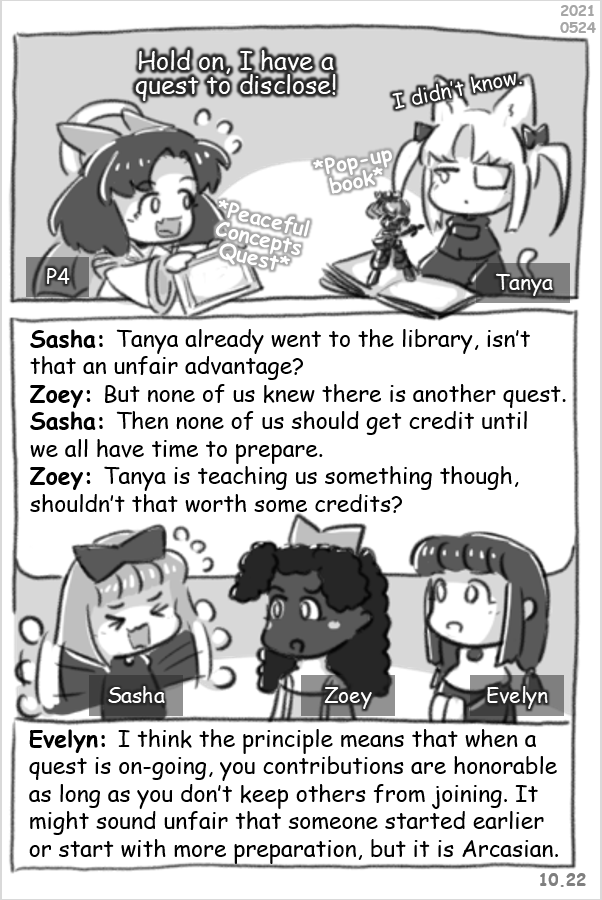 2021
0524
Hold on, I have a
quest to disclose!
I didn't know.
*Pop-up
book*
*Peaceful
Concepts
Quest*
P4
Tanya
Sasha: Tanya already went to the library, isn't
that an unfair advantage?
Zoey: But none of us knew there is another quest.
Sasha: Then none of us should get credit until
we all have time to prepare.
Zoey: Tanya is teaching us something though,
shouldn't that worth some credits?
Sasha
Zoey
Evelyn
Evelyn: I think the principle means that when a
quest is on-going, you contributions are honorable
as long as you don't keep others from joining. It
might sound unfair that someone started earlier
or start with more preparation, but it is Arcasian.
10.22